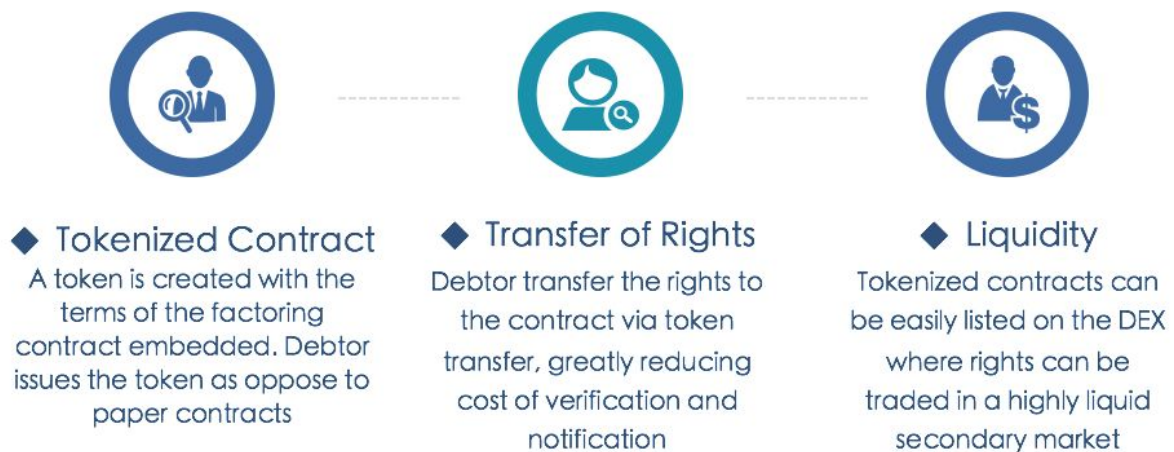 ◆ Tokenized Contract
A token is created with the
terms of the factoring
contract embedded. Debtor
issues the token as oppose to
paper contracts
◆ Transfer of Rights
Debtor transfer the rights to
the contract via token
transfer, greatly reducing
cost of verification and
notification
◆ Liquidity
Tokenized contracts can
be easily listed on the DEX
where rights can be
traded in a highly liquid
secondary market
$